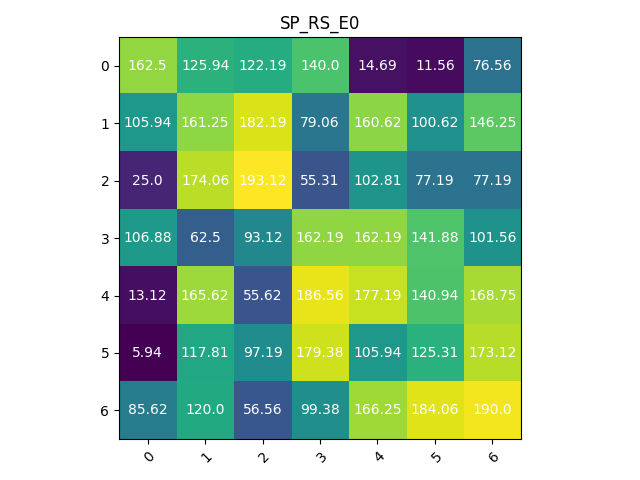 SP_RS_E0
0 162.5 125.94 122.19 140.0 14.69 11.56 76.56
1 105.94 161.25 182.19 79.06 160.62 100.62 146.25
2 25.0 174.06 193.12 55.31 102.81 77.19 77.19
3 106.88 62.5 93.12 162.19 162.19 141.88 101.56
4 13.12 165.62 55.62 186.56 177.19 140.94 168.75
5 5.94 117.81 97.19 179.38 105.94 125.31 173.12
6 85.62 120.0 56.56 99.38 166.25 184.06 190.0
0 1 2 3 4 5 6